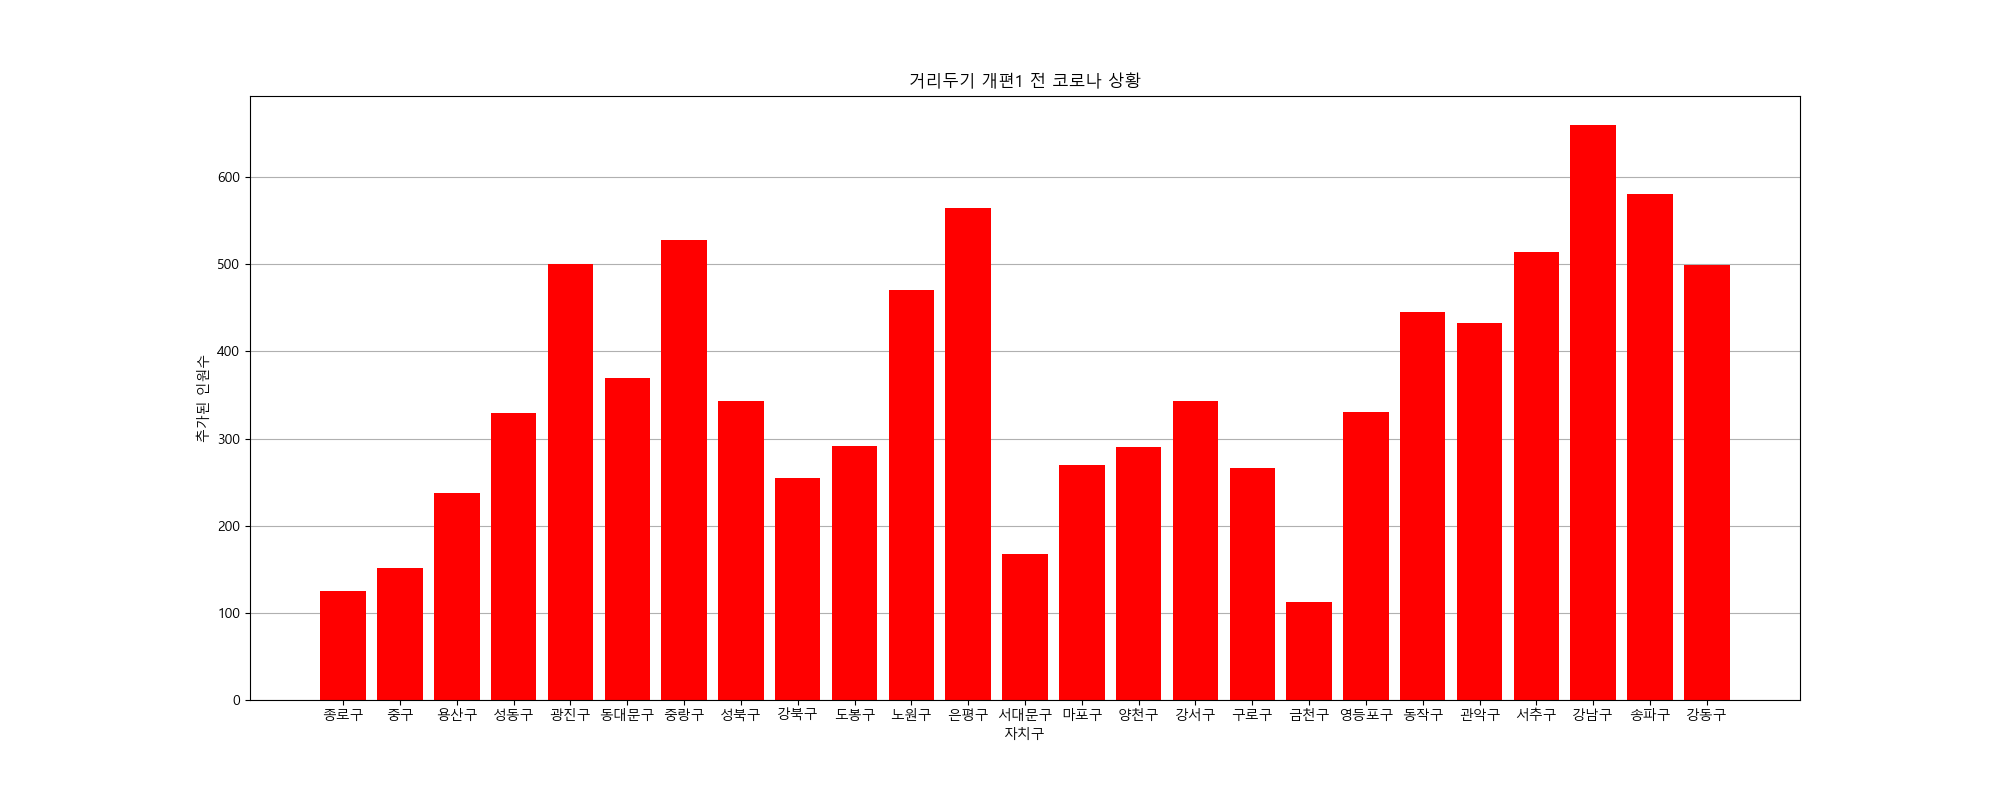 거리두기 개편1 전 코로나 상황
추가된 인원수
600
500
400
300
200
100
0
종로구 중구 용산구 성동구 광진구 동대문구 중랑구 성북구 강북구 도봉구 노원구 은평구 서대문구 마포구 양천구 강서구 구로구 금천구 영등포구 동작구 관악구 서추구 강남구 송파구 강동구
자치구